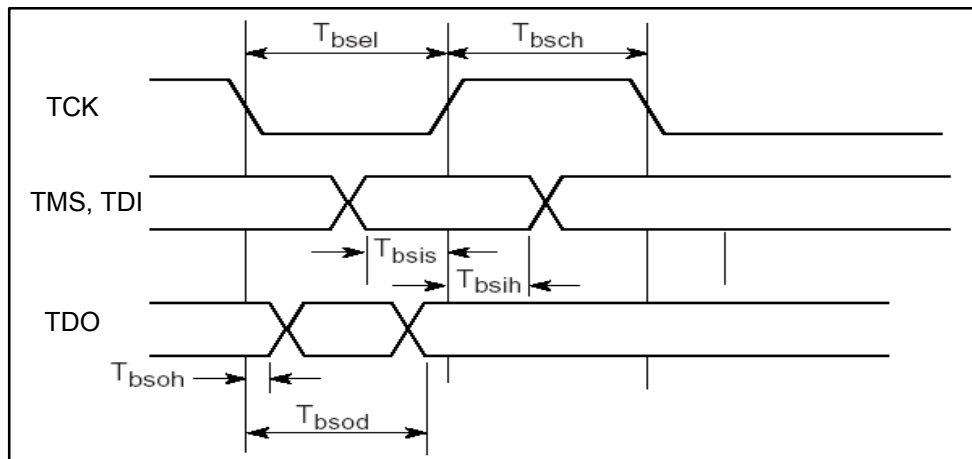 Tbsel Tbsch
TCK
TMS, TDI
Tbsis
Tbsih
TDO
Tbsoh
Tbsod